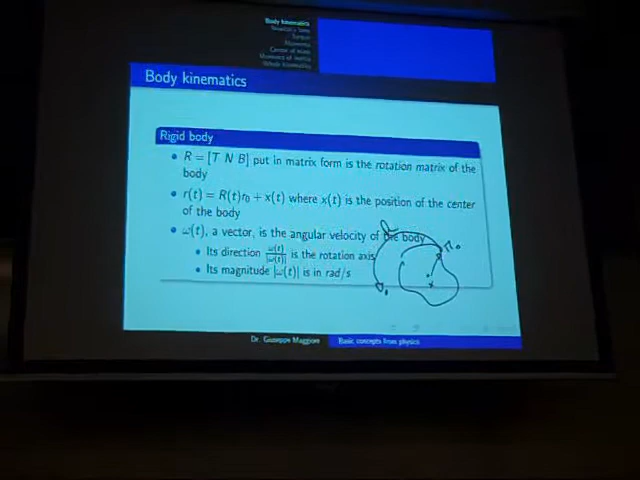 Body kinematics
Newton's laws
Torque
Moments
Center of mass
Moment of inertia
Body kinematics
Rigid body
• R = [T N B] put in matrix form is the rotation matrix of the
body
• r(t) = R(t)r₀ + x(t) where x(t) is the position of the center
of the body
• ω(t), a vector, is the angular velocity of the body
• Its direction ω(t)/|ω(t)| is the rotation axis
• Its magnitude |ω(t)| is in rad/s
Dr. Giuseppe Maggiore
Basic concepts from physics